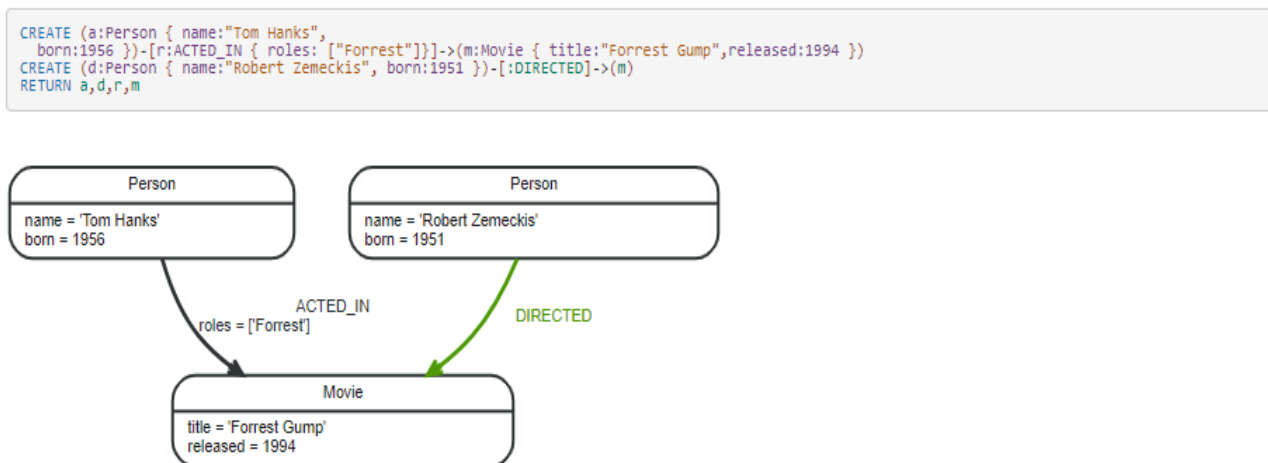 CREATE (a:Person { name:"Tom Hanks",
born:1956 })-[r:ACTED_IN { roles: ["Forrest"]}]->(m:Movie { title:"Forrest Gump",released:1994 })
CREATE (d:Person { name:"Robert Zemeckis", born:1951 })-[:DIRECTED]->(m)
RETURN a,d,r,m
Person
name = 'Tom Hanks'
born = 1956
Person
name = 'Robert Zemeckis'
born = 1951
ACTED_IN
roles = ['Forrest']
DIRECTED
Movie
title = 'Forrest Gump'
released = 1994